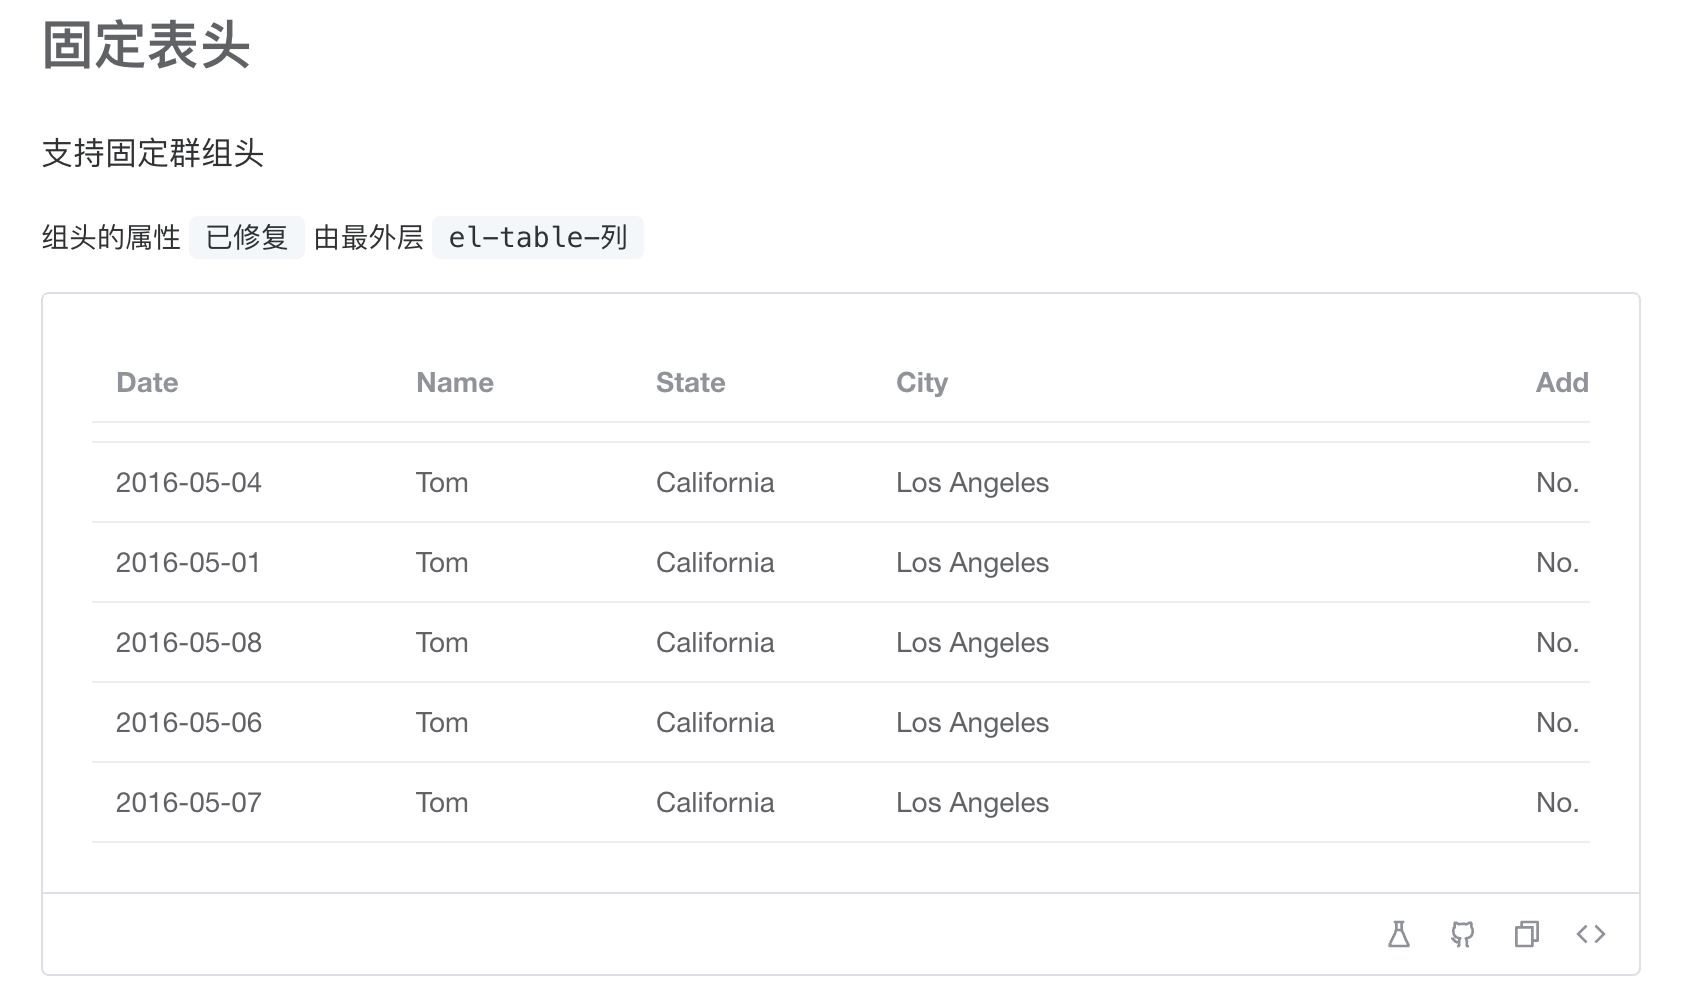 固定表头
支持固定群组头
组头的属性 已修复 由最外层 el-table-列
Date Name State City Add
2016-05-04 Tom California Los Angeles No.
2016-05-01 Tom California Los Angeles No.
2016-05-08 Tom California Los Angeles No.
2016-05-06 Tom California Los Angeles No.
2016-05-07 Tom California Los Angeles No.